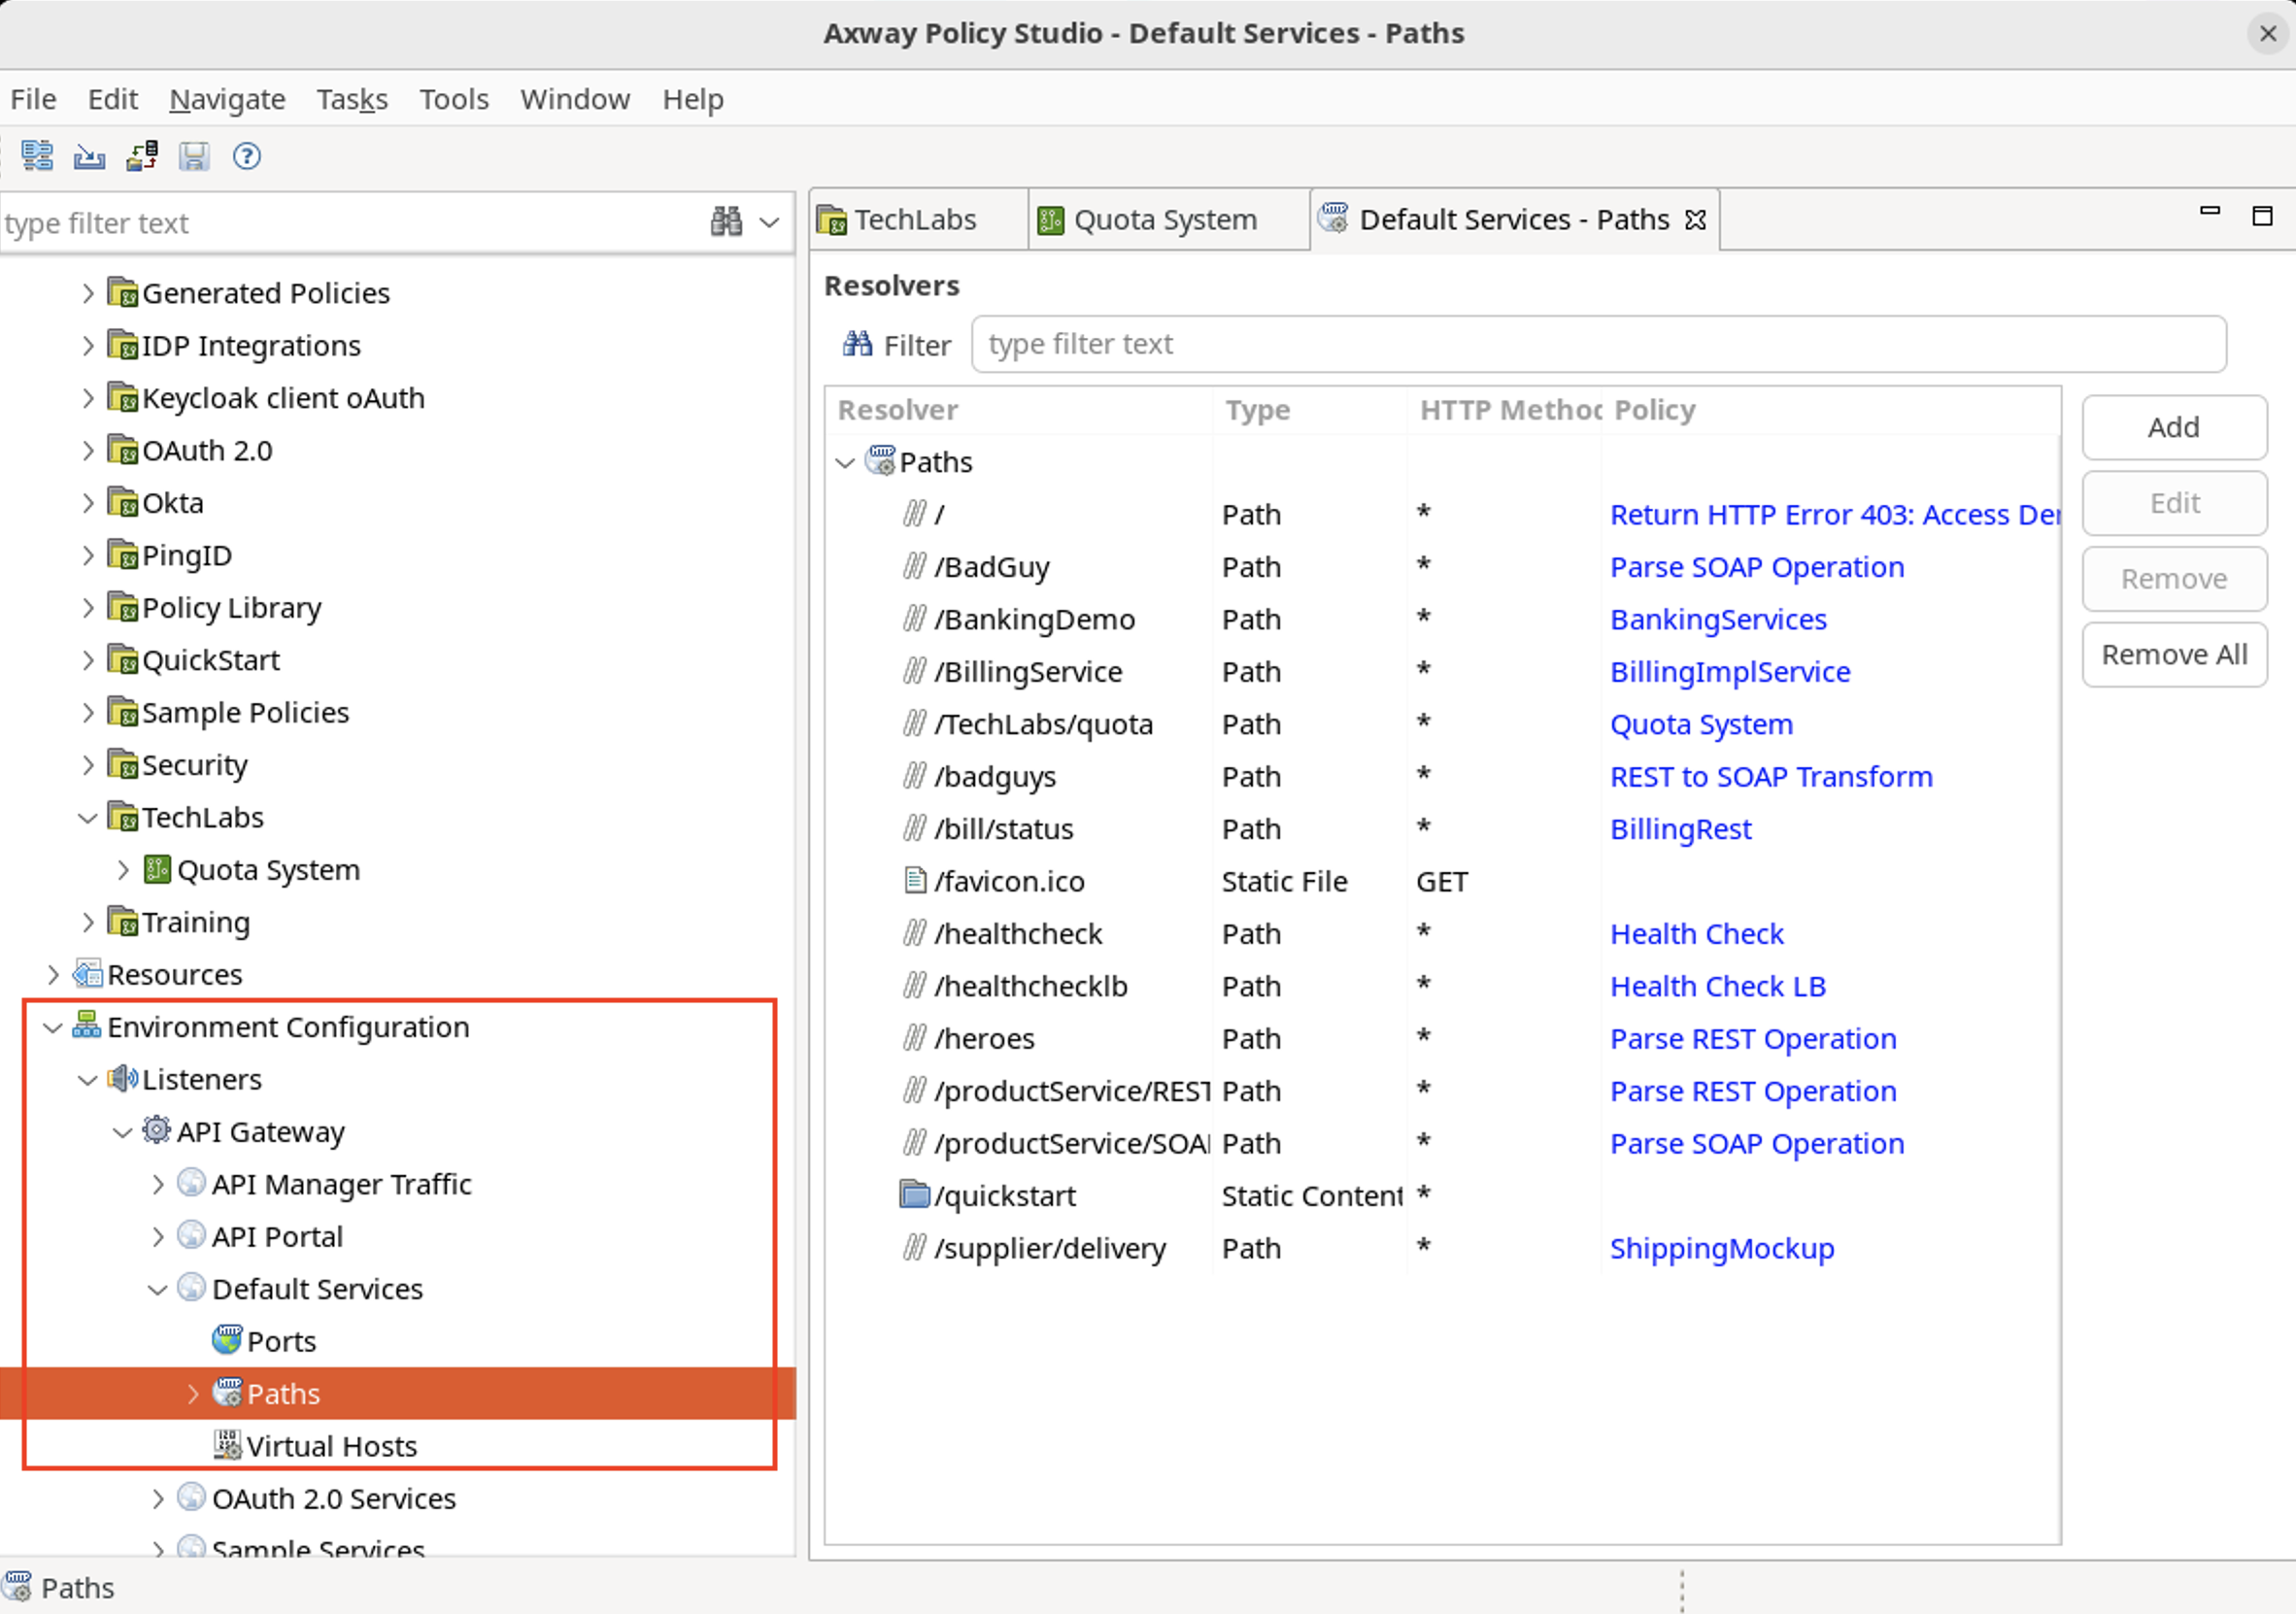 Axway Policy Studio - Default Services - Paths
File Edit Navigate Tasks Tools Window Help
type filter text
Generated Policies
IDP Integrations
Keycloak client oAuth
OAuth 2.0
Okta
PingID
Policy Library
QuickStart
Sample Policies
Security
TechLabs
Quota System
Training
Resources
Environment Configuration
Listeners
API Gateway
API Manager Traffic
API Portal
Default Services
Ports
Paths
Virtual Hosts
OAuth 2.0 Services
Sample Services
TechLabs Quota System Default Services - Paths
Resolvers
Filter type filter text
Resolver Type HTTP Method Policy
Paths
/ Path * Return HTTP Error 403: Access Den
/BadGuy Path * Parse SOAP Operation
/BankingDemo Path * BankingServices
/BillingService Path * BillingImplService
/TechLabs/quota Path * Quota System
/badguys Path * REST to SOAP Transform
/bill/status Path * BillingRest
/favicon.ico Static File GET
/healthcheck Path * Health Check
/healthchecklb Path * Health Check LB
/heroes Path * Parse REST Operation
/productService/REST Path * Parse REST Operation
/productService/SOAP Path * Parse SOAP Operation
/quickstart Static Content *
/supplier/delivery Path * ShippingMockup
Add
Edit
Remove
Remove All
Paths